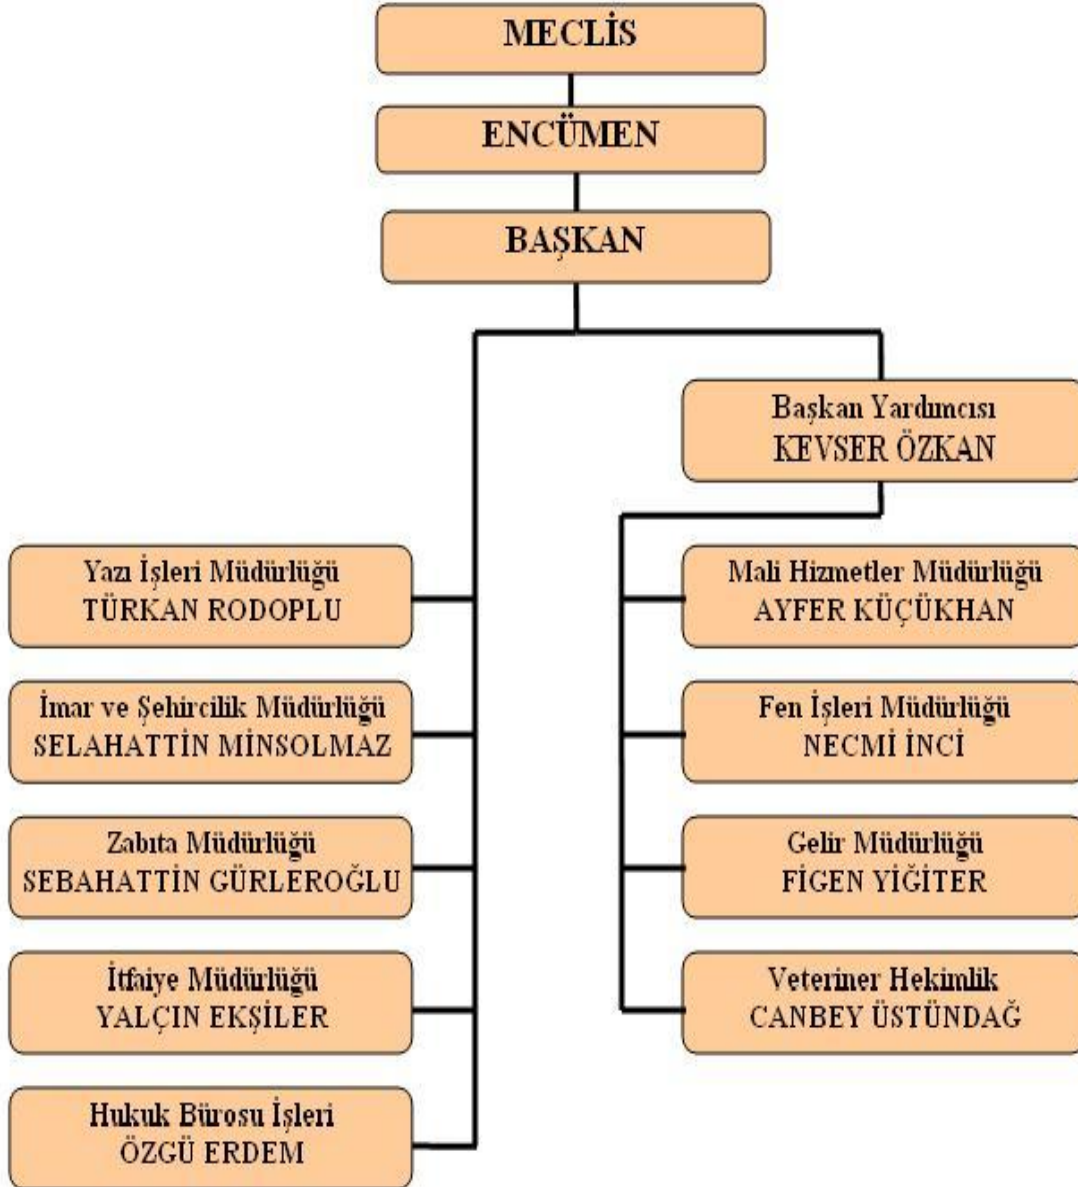 MECLİS
ENCÜMEN
BAŞKAN
Başkan Yardımcısı
KEVSER ÖZKAN
Yazı İşleri Müdürlüğü
TÜRKAN RODOPLU
İmar ve Şehircilik Müdürlüğü
SELAHATTİN MİNSOLMAZ
Zabıta Müdürlüğü
SEBAHATTİN GÜRLEROĞLU
İtfaiye Müdürlüğü
YALÇIN EKŞİLER
Hukuk Bürosu İşleri
ÖZGÜ ERDEM
Mali Hizmetler Müdürlüğü
AYFER KÜÇÜKHAN
Fen İşleri Müdürlüğü
NECMİ İNCİ
Gelir Müdürlüğü
FİGEN YİĞİTER
Veteriner Hekimlik
CANBEY ÜSTÜNDAĞ